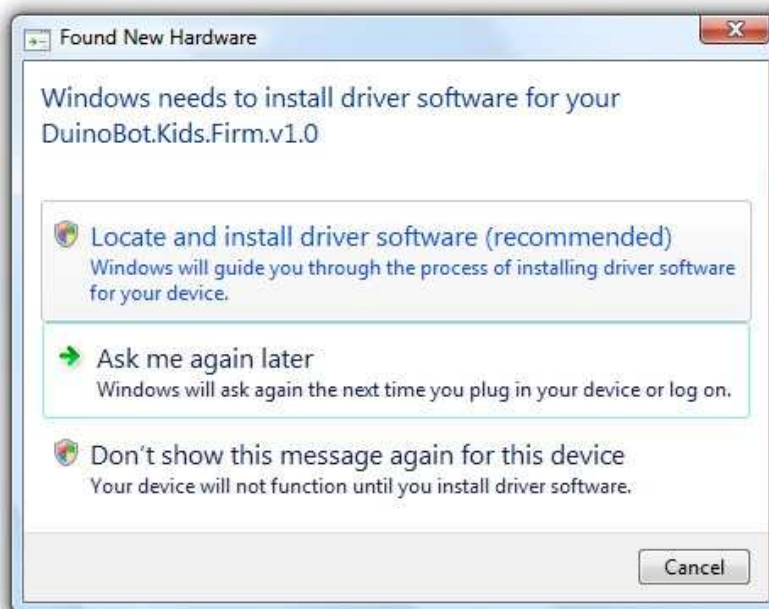 Found New Hardware
Windows needs to install driver software for your
DuinoBot.Kids.Firm.v1.0
Locate and install driver software (recommended)
Windows will guide you through the process of installing driver software
for your device.
Ask me again later
Windows will ask again the next time you plug in your device or log on.
Don't show this message again for this device
Your device will not function until you install driver software.
Cancel